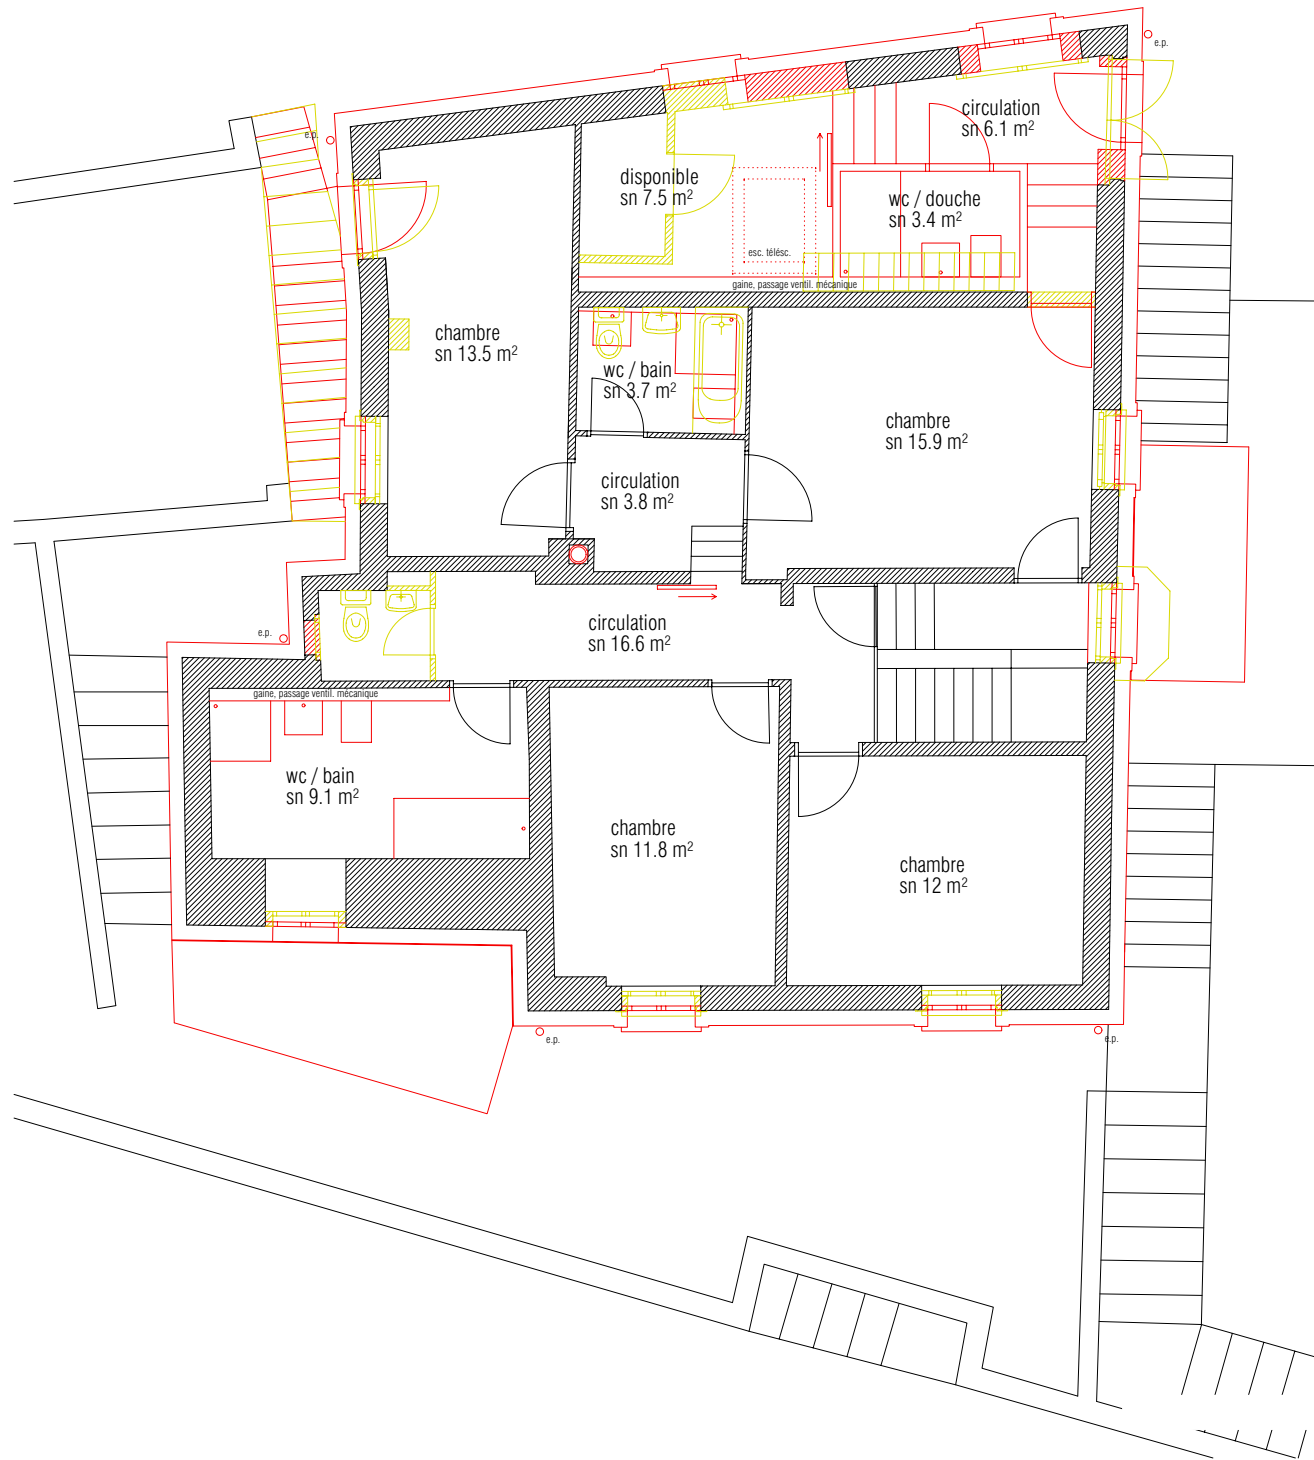 e.p.
circulation
sn 6.1 m²
e.p.
disponible
sn 7.5 m²
wc / douche
sn 3.4 m²
esc. télésc.
gaine, passage ventil. mécanique
chambre
sn 13.5 m²
wc / bain
sn 3.7 m²
chambre
sn 15.9 m²
circulation
sn 3.8 m²
circulation
sn 16.6 m²
e.p.
gaine, passage ventil. mécanique
wc / bain
sn 9.1 m²
chambre
sn 11.8 m²
chambre
sn 12 m²
e.p.
e.p.